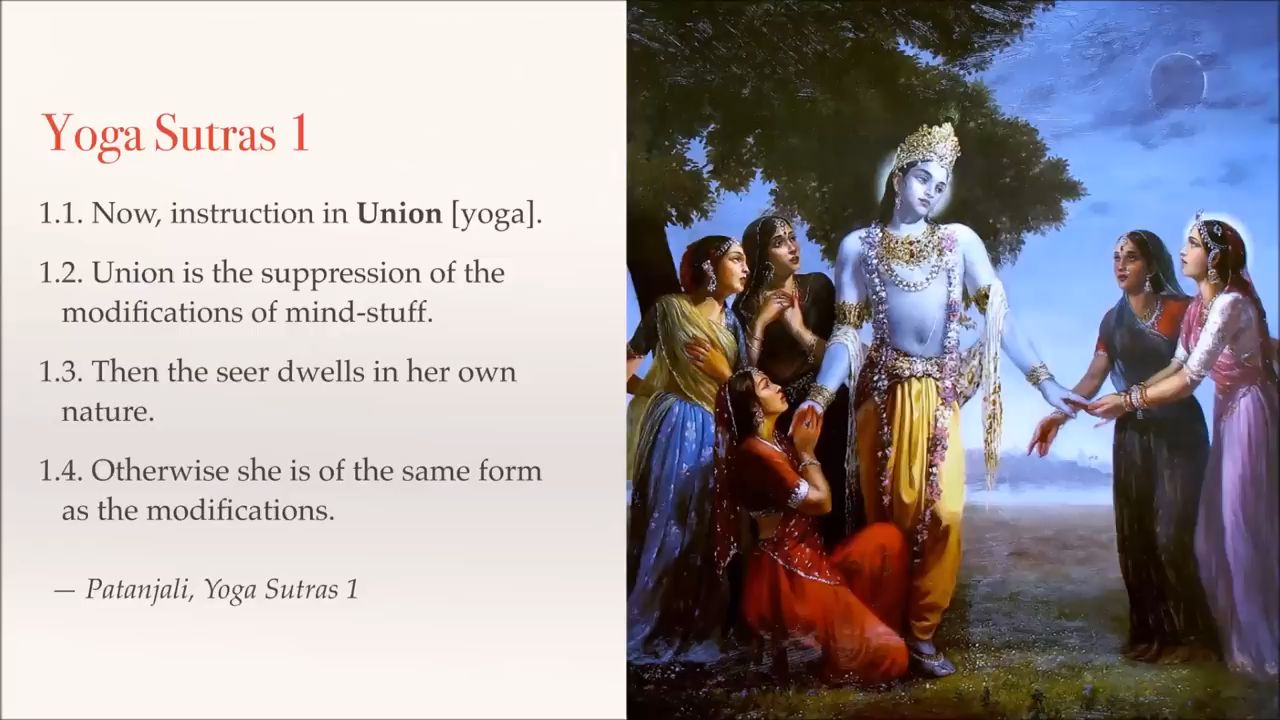 Yoga Sutras 1
1.1. Now, instruction in Union [yoga].
1.2. Union is the suppression of the
modifications of mind-stuff.
1.3. Then the seer dwells in her own
nature.
1.4. Otherwise she is of the same form
as the modifications.
— Patanjali, Yoga Sutras 1